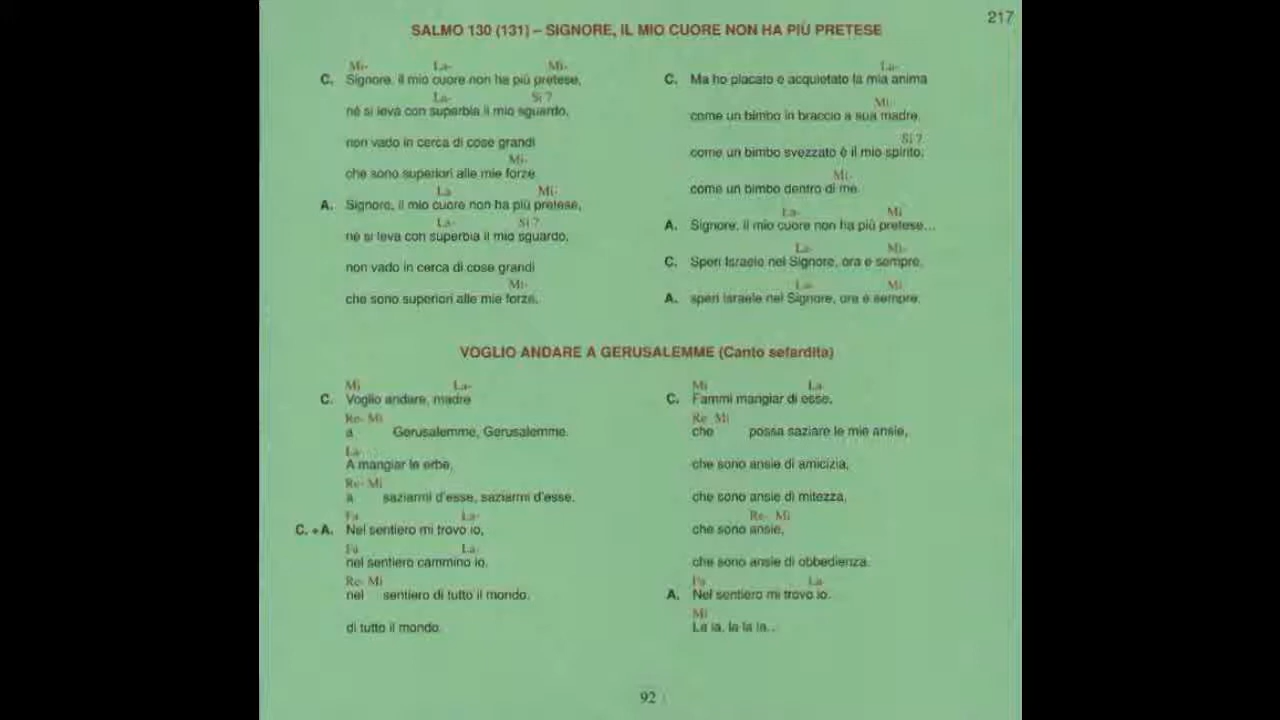 217
SALMO 130 (131) – SIGNORE, IL MIO CUORE NON HA PIÙ PRETESE
Mi- La- Mi-
C. Signore, il mio cuore non ha più pretese,
La- Si 7
né si leva con superbia il mio sguardo,
non vado in cerca di cose grandi
Mi-
che sono superiori alle mie forze
La Mi-
A. Signore, il mio cuore non ha più pretese,
La- Si 7
né si leva con superbia il mio sguardo,
non vado in cerca di cose grandi
Mi-
che sono superiori alle mie forze.
La-
C. Ma ho placato e acquietato la mia anima
Mi-
come un bimbo in braccio a sua madre,
Si 7
come un bimbo svezzato è il mio spirito;
Mi-
come un bimbo dentro di me.
La- Mi
A. Signore, il mio cuore non ha più pretese...
La- Mi-
C. Speri Israele nel Signore, ora e sempre,
La- Mi
A. speri Israele nel Signore, ora e sempre.
VOGLIO ANDARE A GERUSALEMME (Canto sefardita)
Mi La-
C. Voglio andare, madre
Re- Mi
a Gerusalemme, Gerusalemme.
La-
A mangiar le erbe,
Re- Mi
a saziarmi d'esse, saziarmi d'esse.
Fa La-
C. + A. Nel sentiero mi trovo io,
Fa La-
nel sentiero cammino io,
Re- Mi
nel sentiero di tutto il mondo,
di tutto il mondo.
Mi La-
C. Fammi mangiar di esse,
Re- Mi
che possa saziare le mie ansie,
che sono ansie di amicizia,
che sono ansie di mitezza,
Re- Mi
che sono ansie,
che sono ansie di obbedienza.
Fa La-
A. Nel sentiero mi trovo io.
Mi
La la, la la la...
92